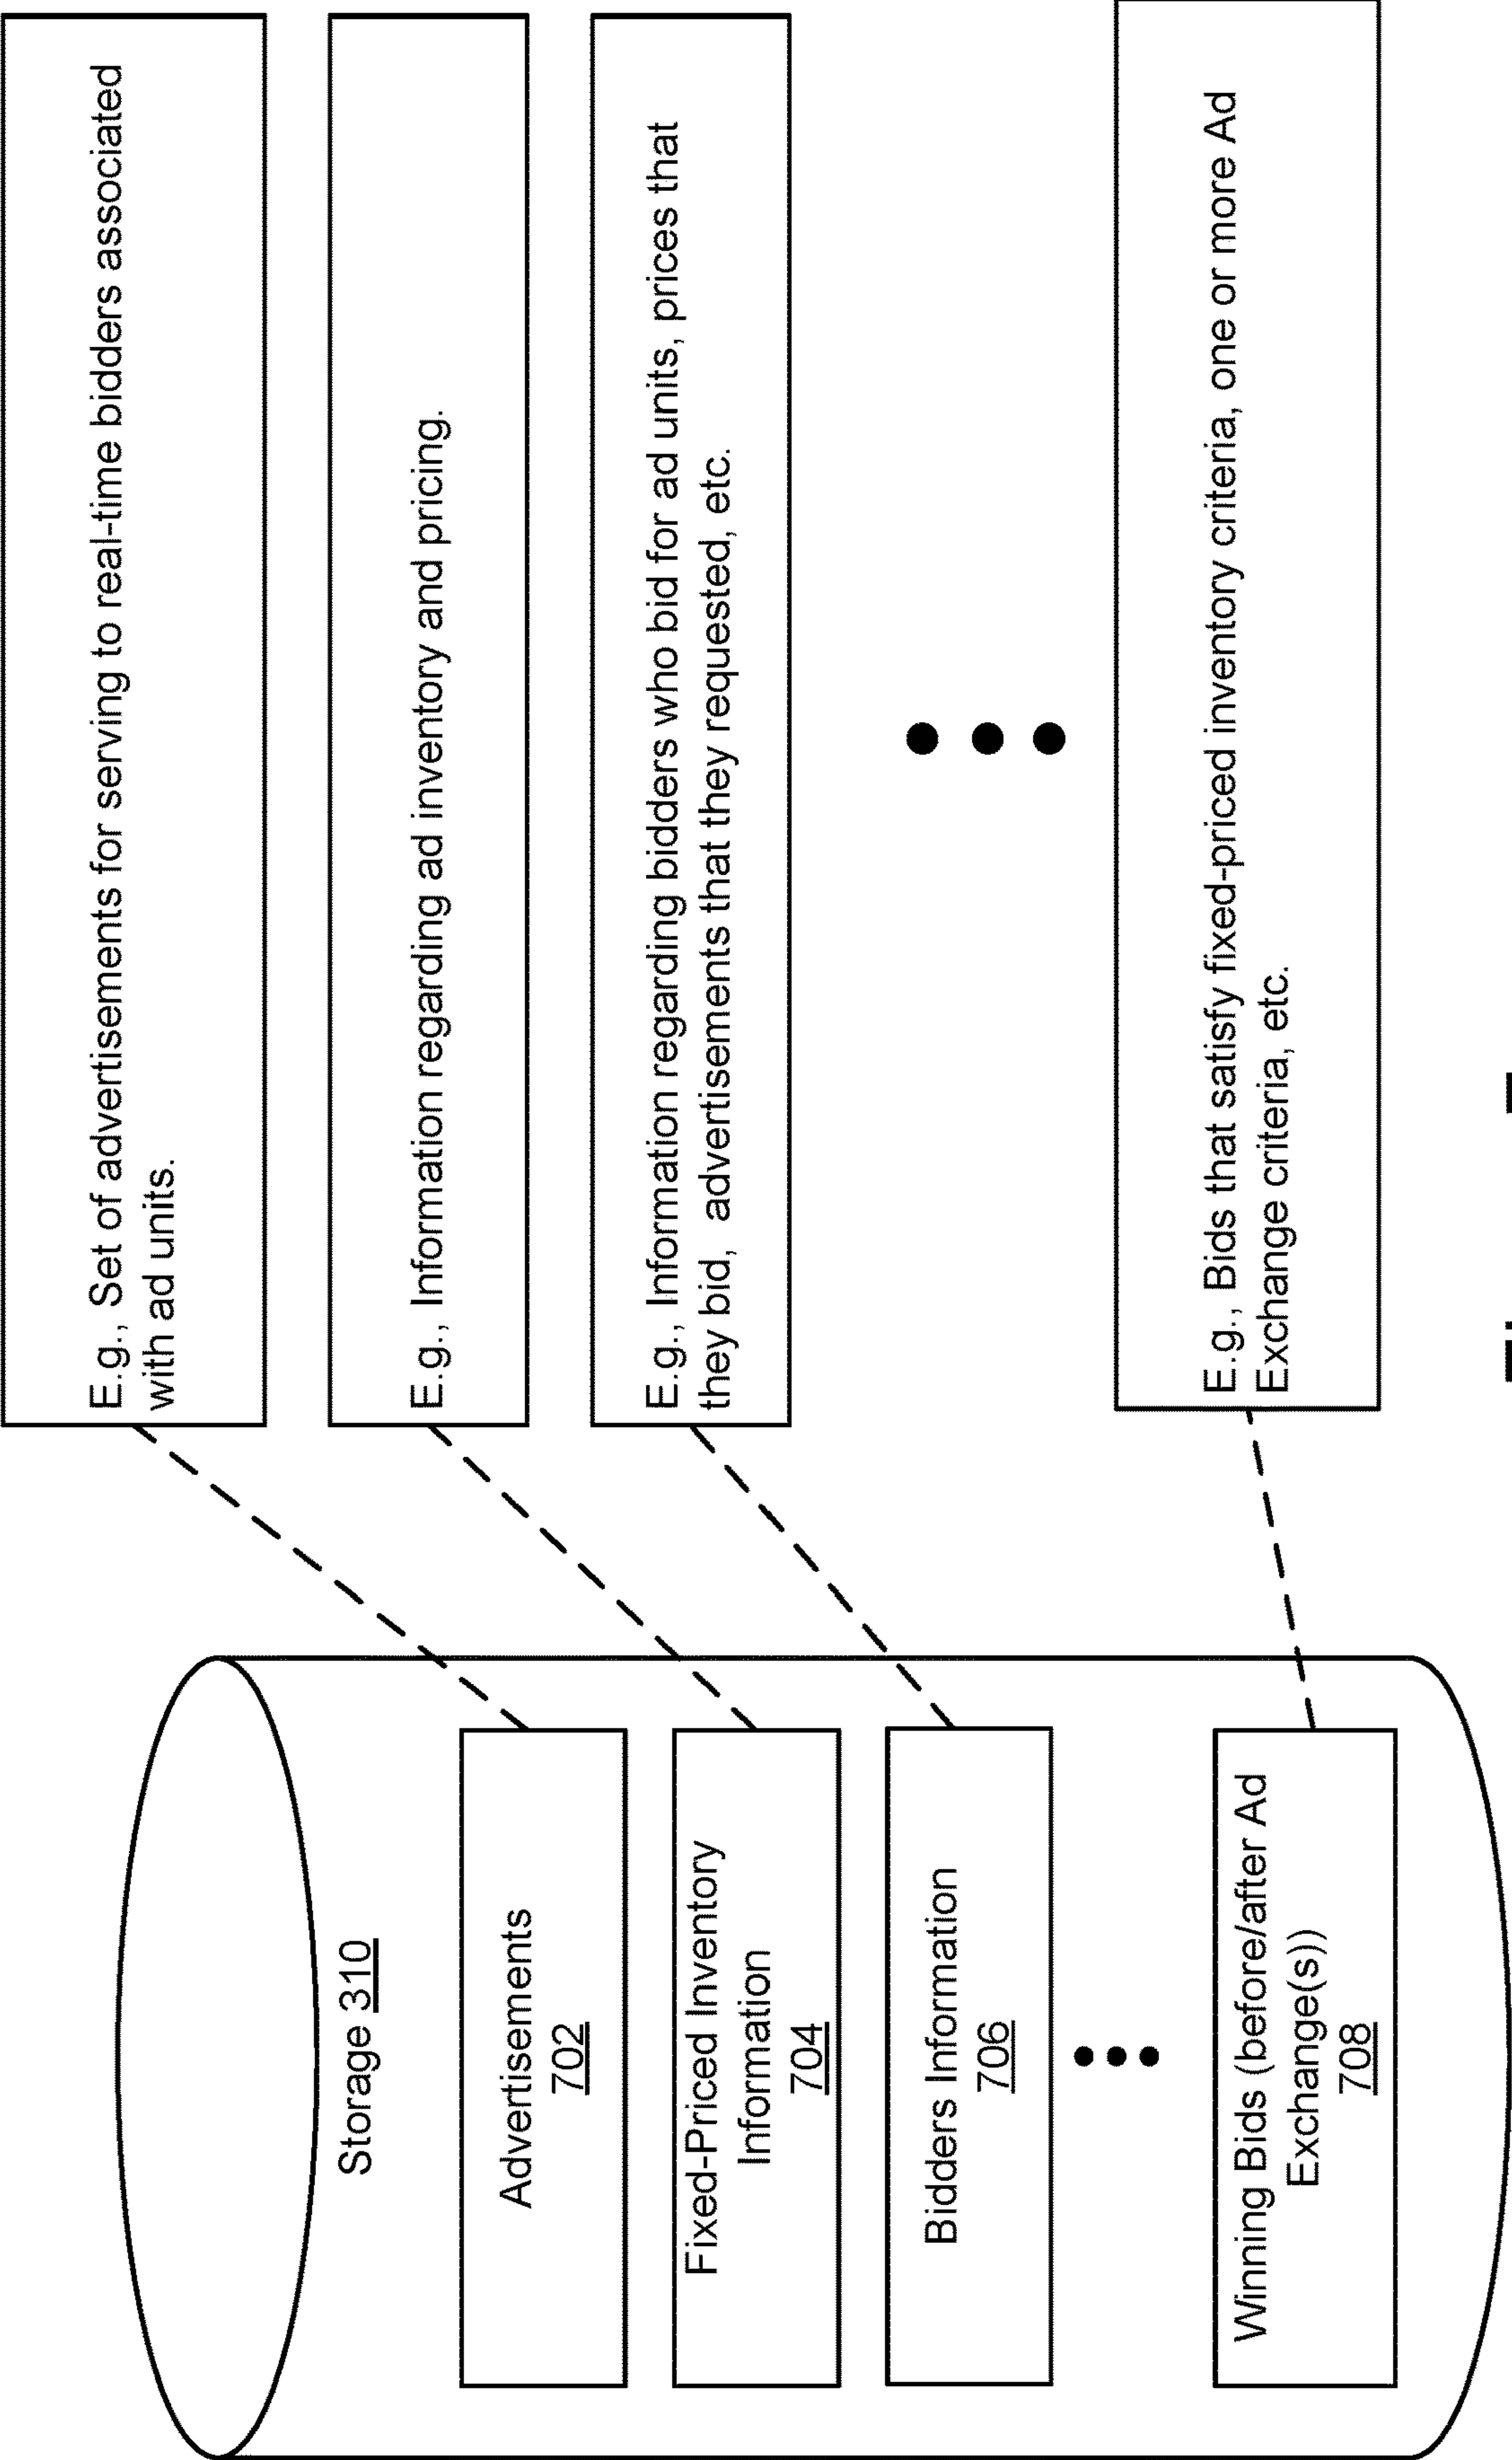 Storage 310
Advertisements
702
Fixed-Priced Inventory
Information
704
Bidders Information
706
Winning Bids (before/after Ad
Exchange(s))
708
E.g., Set of advertisements for serving to real-time bidders associated
with ad units.
E.g., Information regarding ad inventory and pricing.
E.g., Information regarding bidders who bid for ad units, prices that
they bid, advertisements that they requested, etc.
E.g., Bids that satisfy fixed-priced inventory criteria, one or more Ad
Exchange criteria, etc.